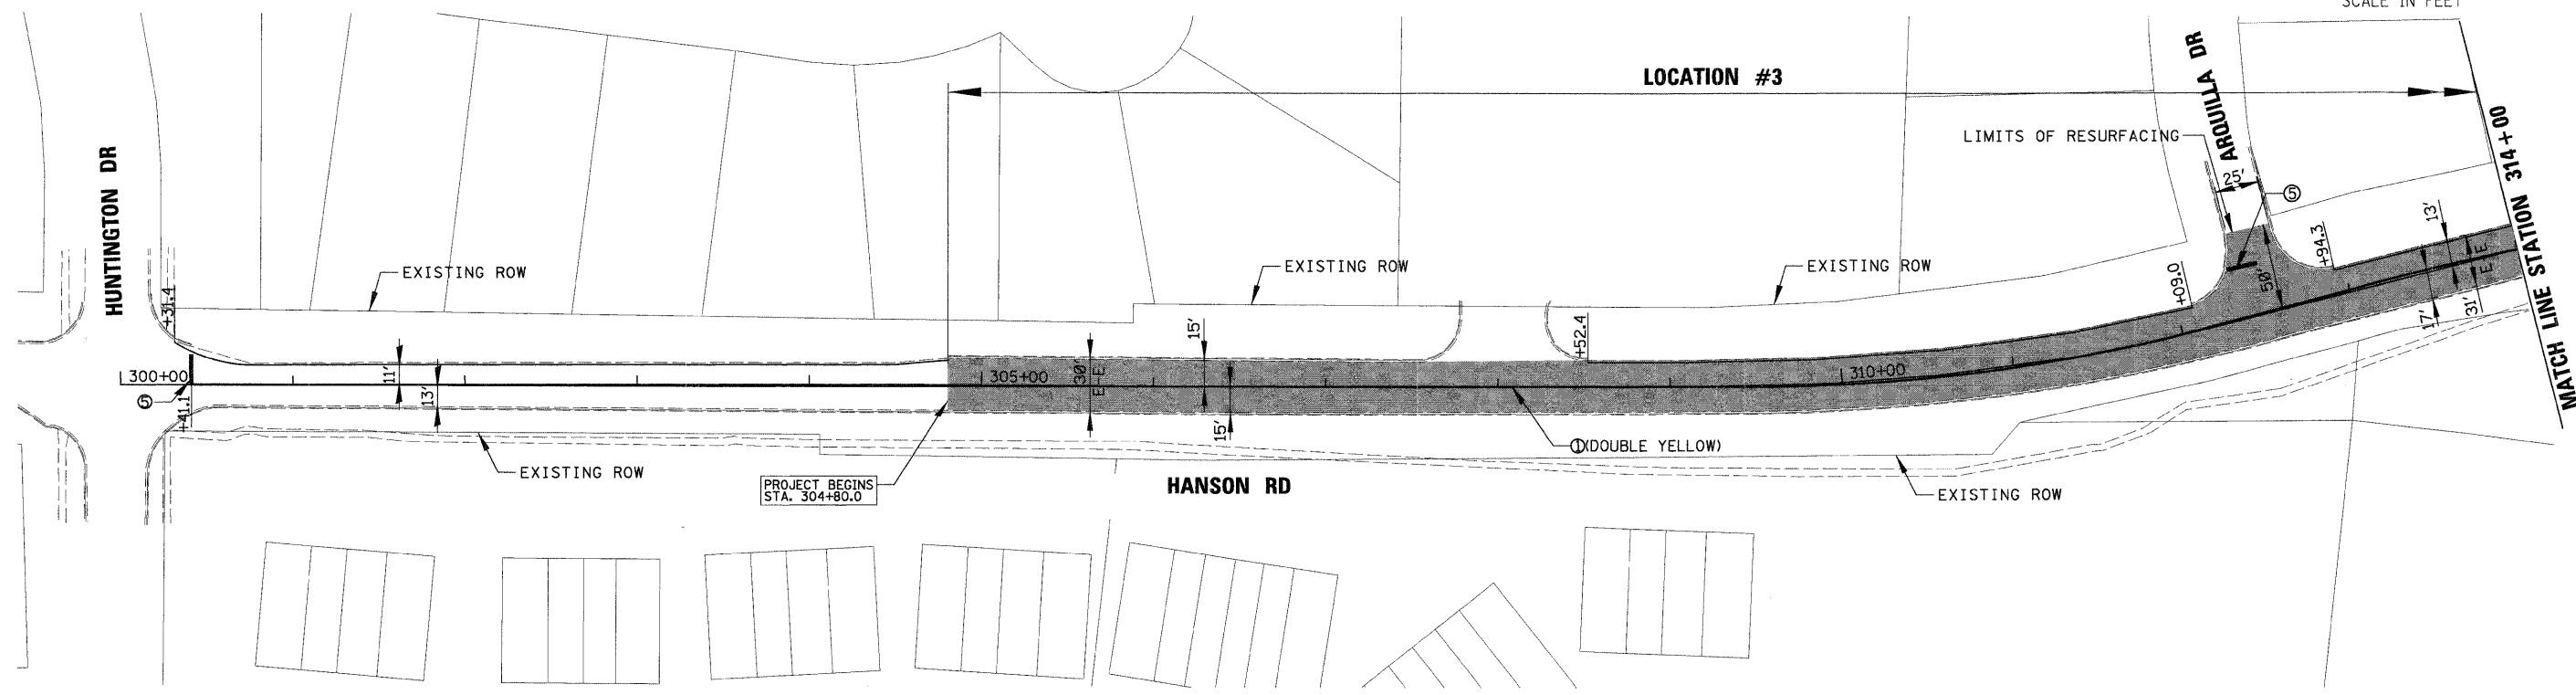 SCALE IN FEET
LOCATION #3
ARQUILLA DR
LIMITS OF RESURFACING
HUNTINGTON DR
MATCH LINE STATION 314+00
25'
5
13'
EXISTING ROW
EXISTING ROW
EXISTING ROW
+94.3
+31.4
+09.0
50'
E-E
17'
31'
15'
+52.4
300+00
11'
305+00
30'
E-E
310+00
5
+41.1
13'
15'
1 (DOUBLE YELLOW)
EXISTING ROW
PROJECT BEGINS
STA. 304+80.0
HANSON RD
EXISTING ROW